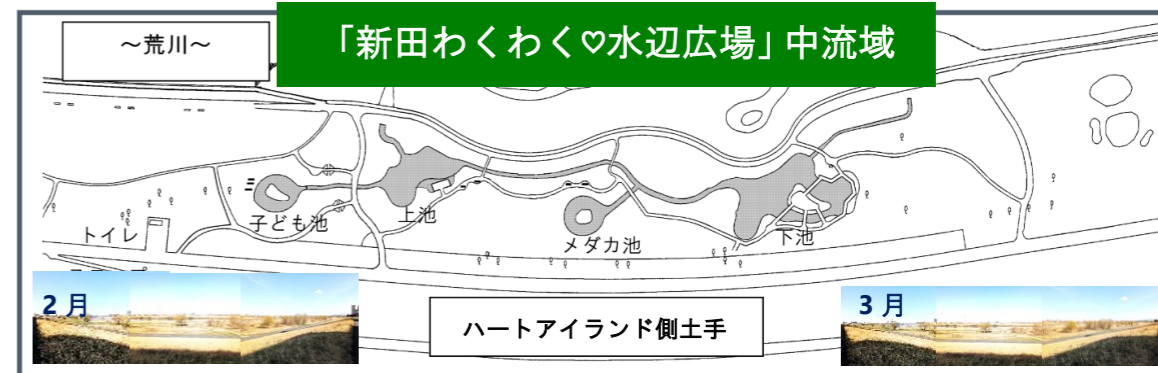 ～荒川～
「新田わくわく♡水辺広場」中流域
子ども池
上池
トイレ
メダカ池
下池
2月
3月
ハートアイランド側土手